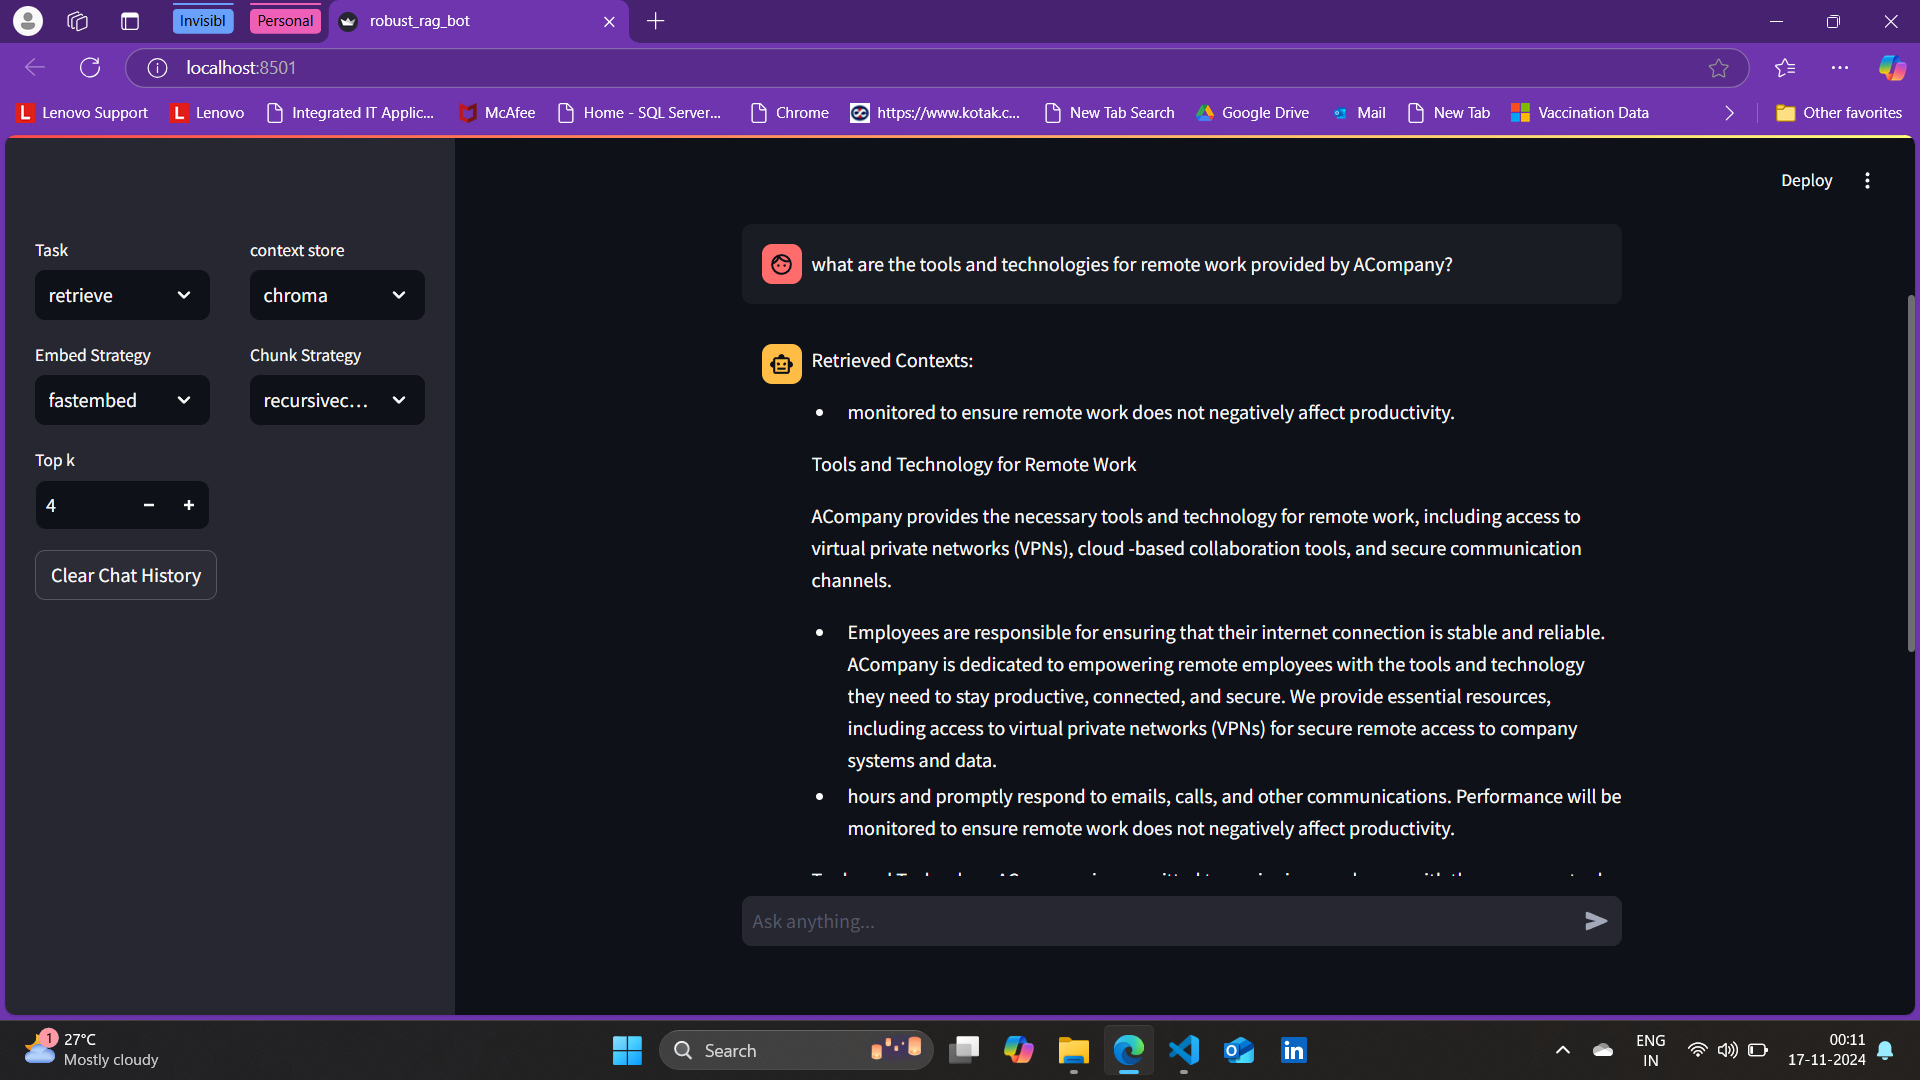 Invisibl
Personal
robust_rag_bot
localhost:8501
Lenovo Support
Lenovo
Integrated IT Applic...
McAfee
Home - SQL Server...
Chrome
https://www.kotak.c...
New Tab Search
Google Drive
Mail
New Tab
Vaccination Data
Other favorites
Deploy
Task
context store
retrieve
chroma
Embed Strategy
Chunk Strategy
fastembed
recursivec...
Top k
4
Clear Chat History
what are the tools and technologies for remote work provided by ACompany?
Retrieved Contexts:
• monitored to ensure remote work does not negatively affect productivity.
Tools and Technology for Remote Work
ACompany provides the necessary tools and technology for remote work, including access to
virtual private networks (VPNs), cloud -based collaboration tools, and secure communication
channels.
• Employees are responsible for ensuring that their internet connection is stable and reliable.
ACompany is dedicated to empowering remote employees with the tools and technology
they need to stay productive, connected, and secure. We provide essential resources,
including access to virtual private networks (VPNs) for secure remote access to company
systems and data.
• hours and promptly respond to emails, calls, and other communications. Performance will be
monitored to ensure remote work does not negatively affect productivity.
Ask anything...
1
27°C
Mostly cloudy
Search
ENG
IN
00:11
17-11-2024